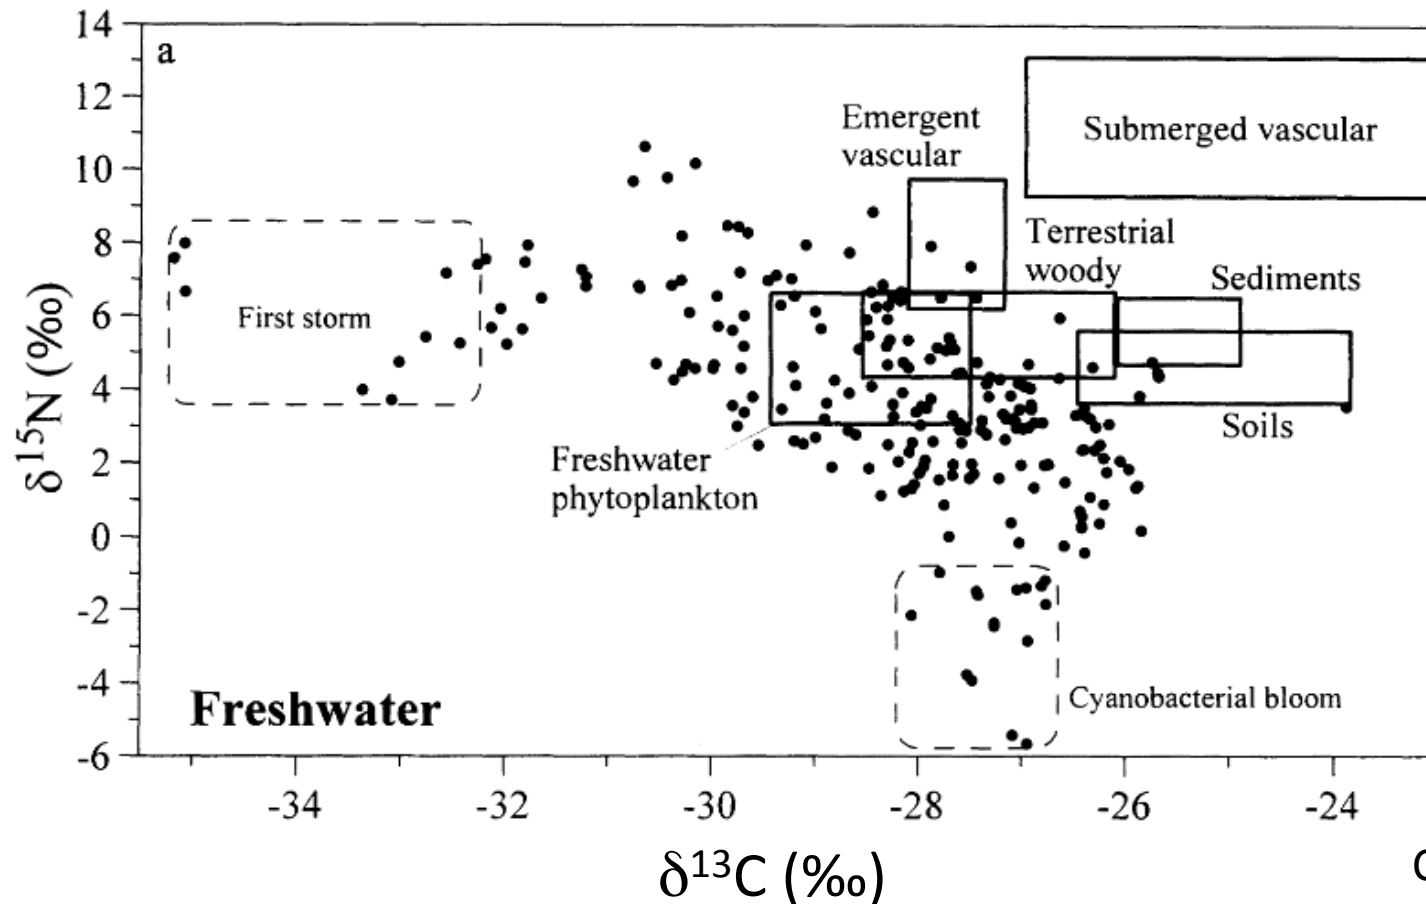 a
14
12
10
8
6
4
2
0
-2
-4
-6
δ15N (‰)
Emergent
vascular
Submerged vascular
Terrestrial
woody
Sediments
First storm
Soils
Freshwater
phytoplankton
Cyanobacterial bloom
Freshwater
-34
-32
-30
-28
-26
-24
δ13C (‰)